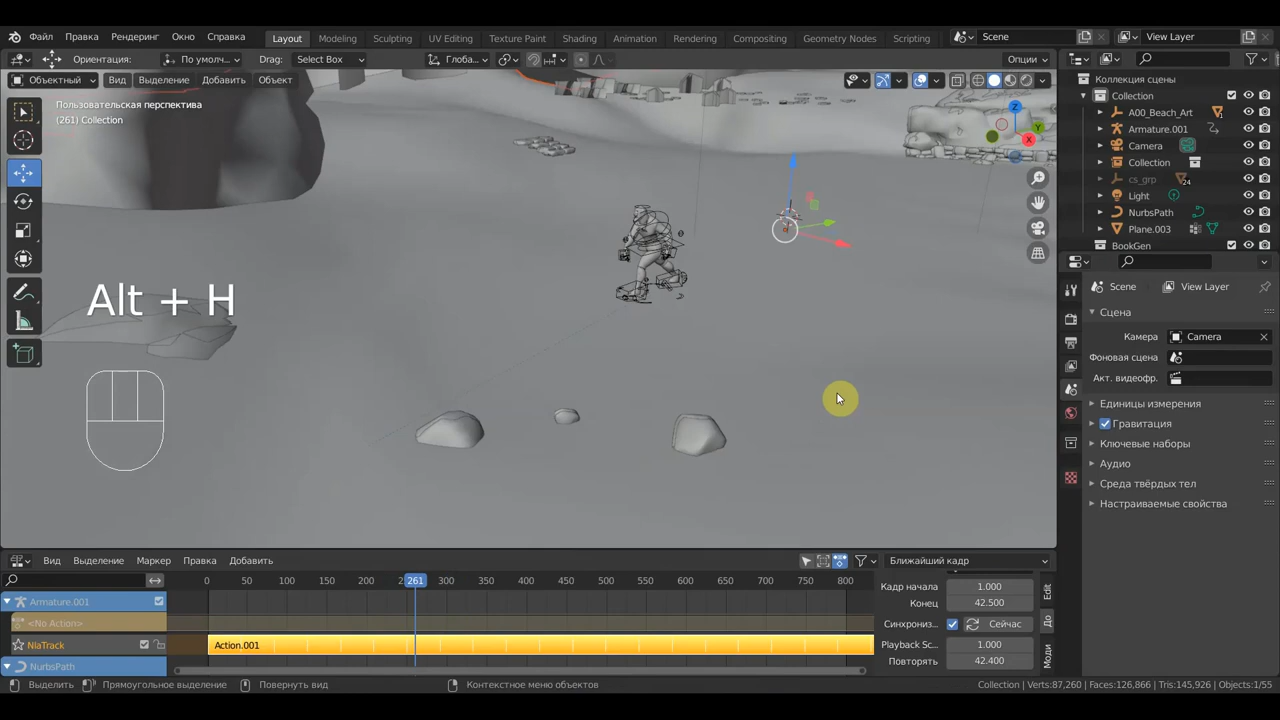 Файл Правка Рендеринг Окно Справка Layout Modeling Sculpting UV Editing Texture Paint Shading Animation Rendering Compositing Geometry Nodes Scripting Scene View Layer
Ориентация: По умолч... Drag: Select Box Глоба... Опции
Объектный Вид Выделение Добавить Объект
Пользовательская перспектива
(261) Collection
Alt + H
Z
Y
X
Коллекция сцены
Collection
A00_Beach_Art
Armature.001
Camera
Collection
cs_grp 24
Light
NurbsPath
Plane.003
BookGen
Scene View Layer
Сцена
Камера Camera
Фоновая сцена
Акт. видеофр.
Единицы измерения
Гравитация
Ключевые наборы
Аудио
Среда твёрдых тел
Настраиваемые свойства
Вид Выделение Маркер Правка Добавить Ближайший кадр
0 50 100 150 200 2 261 300 350 400 450 500 550 600 650 700 750 800
Armature.001
<No Action>
NlaTrack Action.001
NurbsPath
Кадр начала 1.000
Конец 42.500
Синхрониз... Сейчас
Playback Sc... 1.000
Повторять 42.400
Edit
До
Моди
Выделить Прямоугольное выделение Повернуть вид Контекстное меню объектов Collection | Verts:87,260 | Faces:126,866 | Tris:145,926 | Objects:1/55